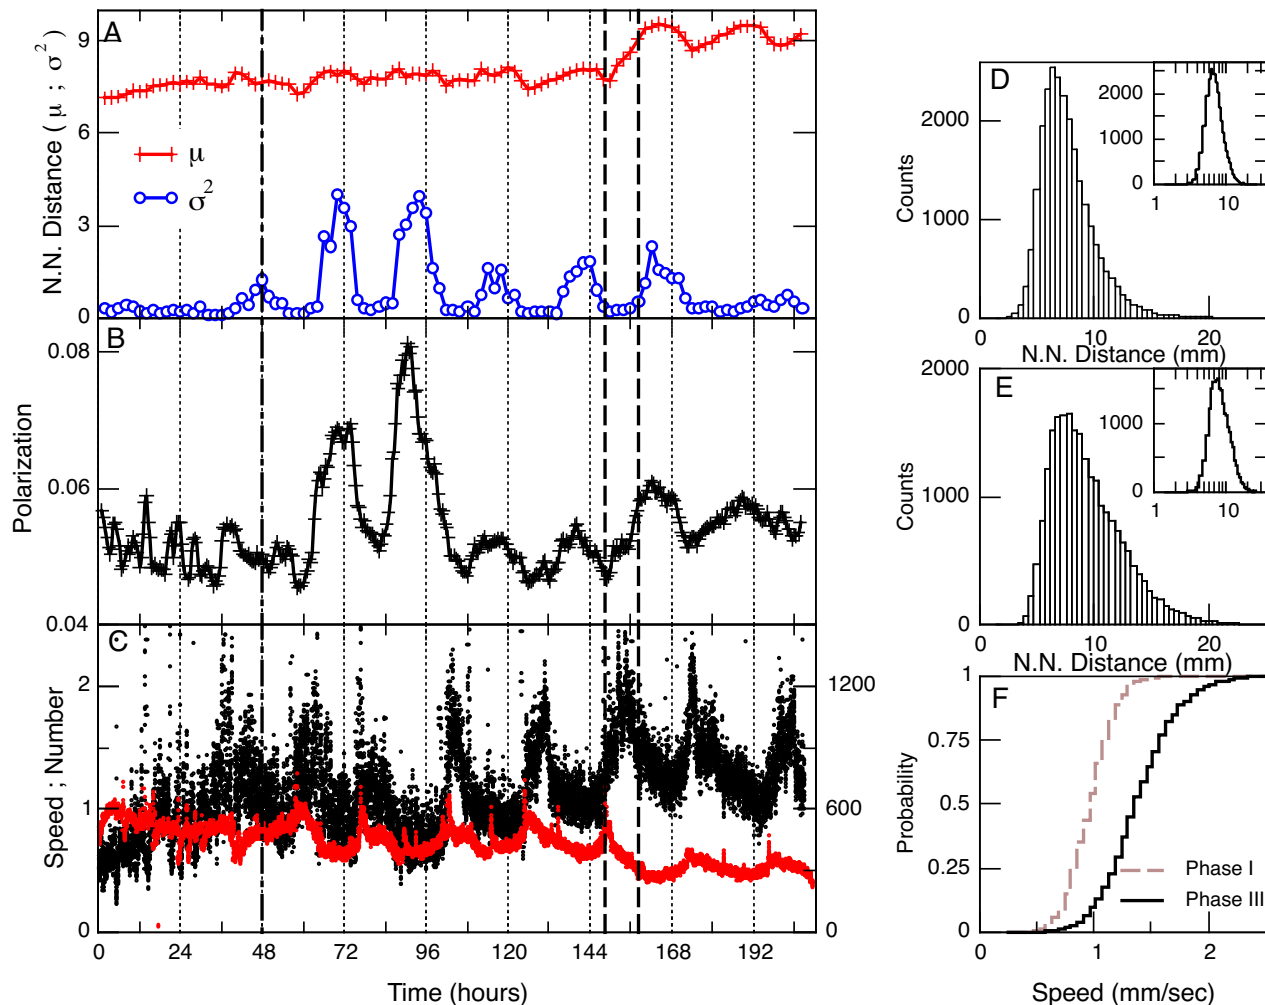 A
9
6
3
0
N.N. Distance ( μ ; σ² )
μ
σ²
B
0.08
0.06
0.04
Polarization
C
2
1
0
Speed ; Number
1200
600
0
0 24 48 72 96 120 144 168 192
Time (hours)
D
2000
1000
0
Counts
0 10 20
N.N. Distance (mm)
2000
1000
0
1 10
E
2000
1000
0
Counts
0 10 20
N.N. Distance (mm)
1000
0
1 10
F
1
0.75
0.5
0.25
0
Probability
Phase I
Phase III
0 1 2
Speed (mm/sec)